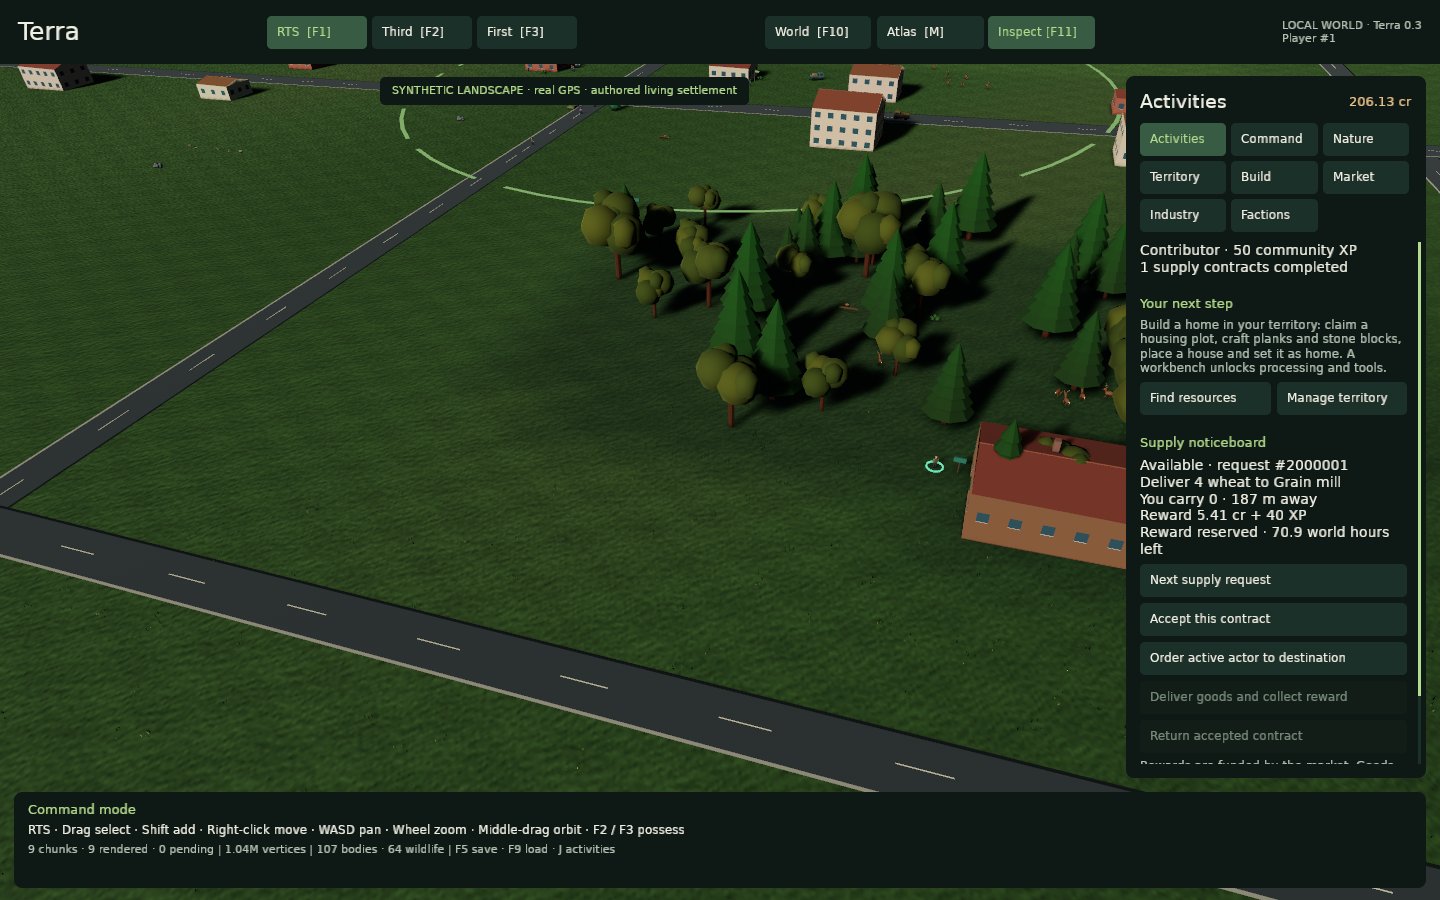 Terra
RTS [F1]
Third [F2]
First [F3]
World [F10]
Atlas [M]
Inspect [F11]
LOCAL WORLD · Terra 0.3
Player #1
SYNTHETIC LANDSCAPE · real GPS · authored living settlement
Activities
206.13 cr
Activities
Command
Nature
Territory
Build
Market
Industry
Factions
Contributor · 50 community XP
1 supply contracts completed
Your next step
Build a home in your territory: claim a
housing plot, craft planks and stone blocks,
place a house and set it as home. A
workbench unlocks processing and tools.
Find resources
Manage territory
Supply noticeboard
Available · request #2000001
Deliver 4 wheat to Grain mill
You carry 0 · 187 m away
Reward 5.41 cr + 40 XP
Reward reserved · 70.9 world hours
left
Next supply request
Accept this contract
Order active actor to destination
Deliver goods and collect reward
Return accepted contract
Rewards are funded by the market. Goods
Command mode
RTS · Drag select · Shift add · Right-click move · WASD pan · Wheel zoom · Middle-drag orbit · F2 / F3 possess
9 chunks · 9 rendered · 0 pending | 1.04M vertices | 107 bodies · 64 wildlife | F5 save · F9 load · J activities